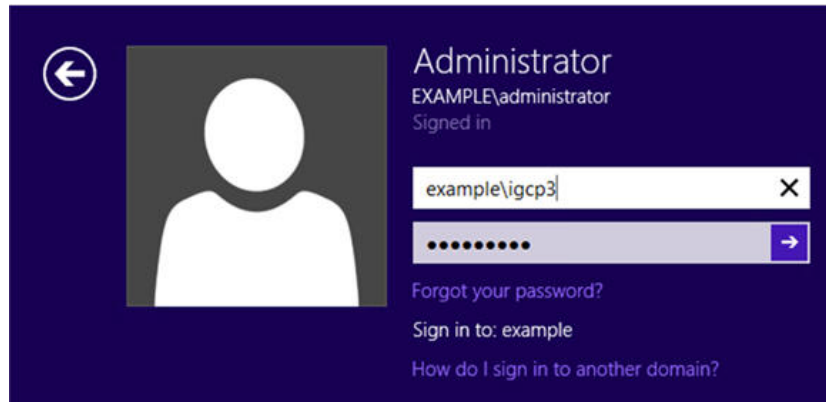 Administrator
EXAMPLE\administrator
Signed in
example\igcp3
Forgot your password?
Sign in to: example
How do I sign in to another domain?